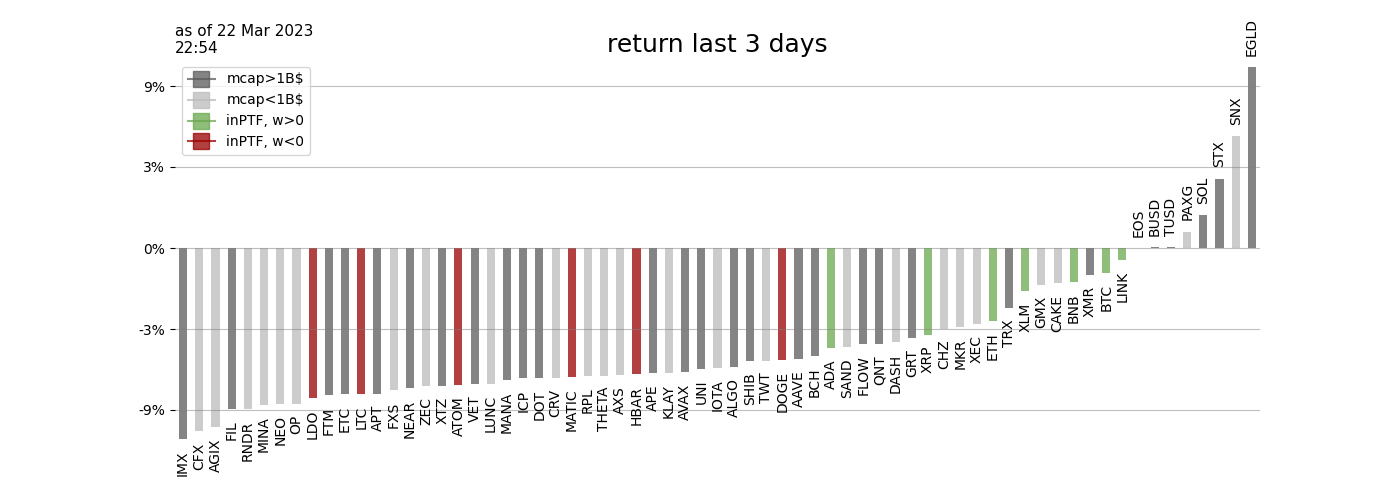 as of 22 Mar 2023
22:54
return last 3 days
mcap>1B$
mcap<1B$
inPTF, w>0
inPTF, w<0
9%
3%
0%
-3%
-9%
IMX
CFX
AGIX
FIL
RNDR
MINA
NEO
OP
LDO
FTM
ETC
LTC
APT
FXS
NEAR
ZEC
XTZ
ATOM
VET
LUNC
MANA
ICP
DOT
CRV
MATIC
RPL
THETA
AXS
HBAR
APE
KLAY
AVAX
UNI
IOTA
ALGO
SHIB
TWT
DOGE
AAVE
BCH
ADA
SAND
FLOW
QNT
DASH
GRT
XRP
CHZ
MKR
XEC
ETH
TRX
XLM
GMX
CAKE
BNB
XMR
BTC
LINK
EOS
BUSD
TUSD
PAXG
SOL
STX
SNX
EGLD